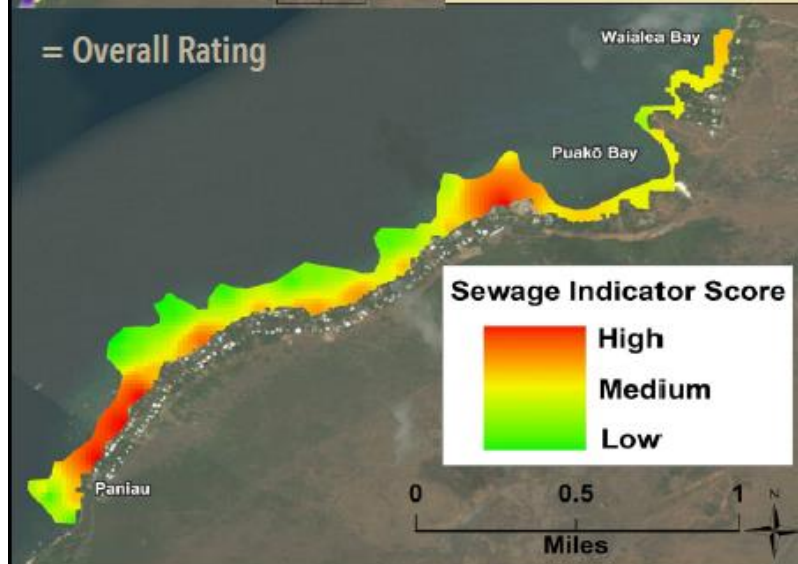 = Overall Rating
Waialea Bay
Puakō Bay
Sewage Indicator Score
High
Medium
Low
Paniau
0 0.5 1
Miles
N